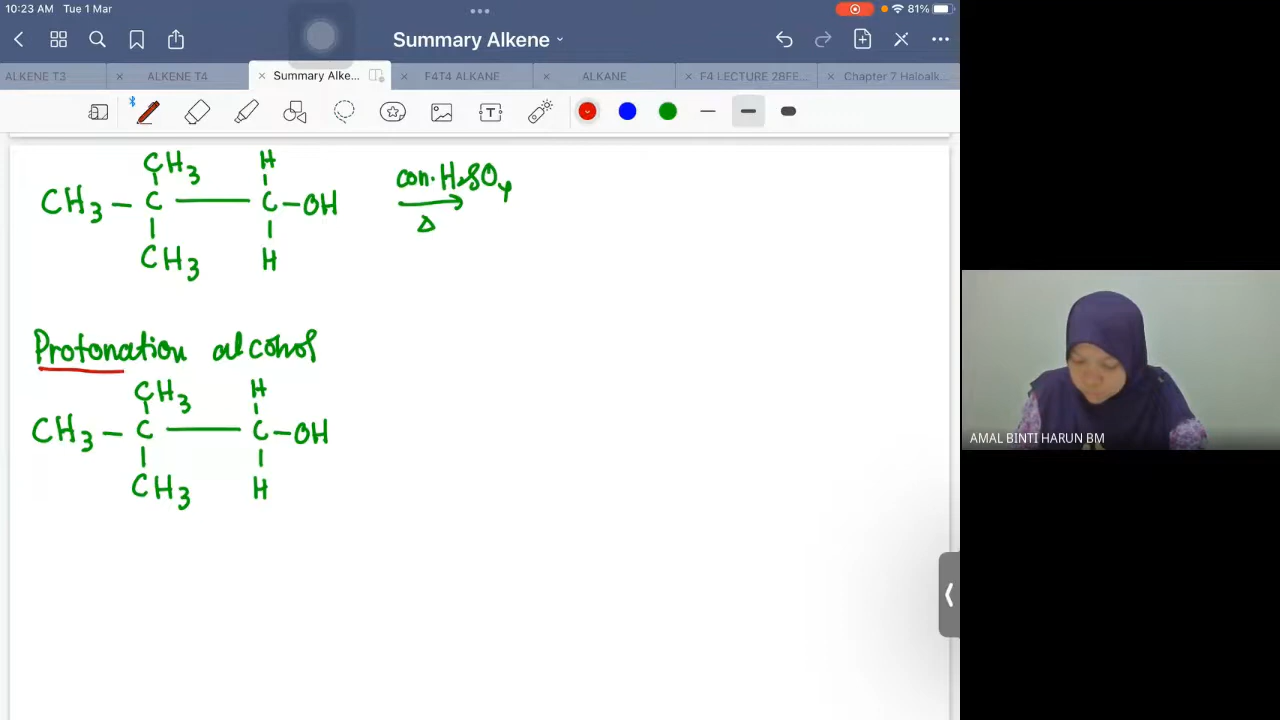 10:23 AM Tue 1 Mar
81%
Summary Alkene
ALKENE T3
ALKENE T4
Summary Alke...
F4T4 ALKANE
ALKANE
F4 LECTURE 28FE...
Chapter 7 Haloalk...
T
CH3 H
CH3 – C — C – OH con. H2SO4
Δ
CH3 H
Protonation alcohol
CH3 H
CH3 – C — C – OH
CH3 H
AMAL BINTI HARUN BM